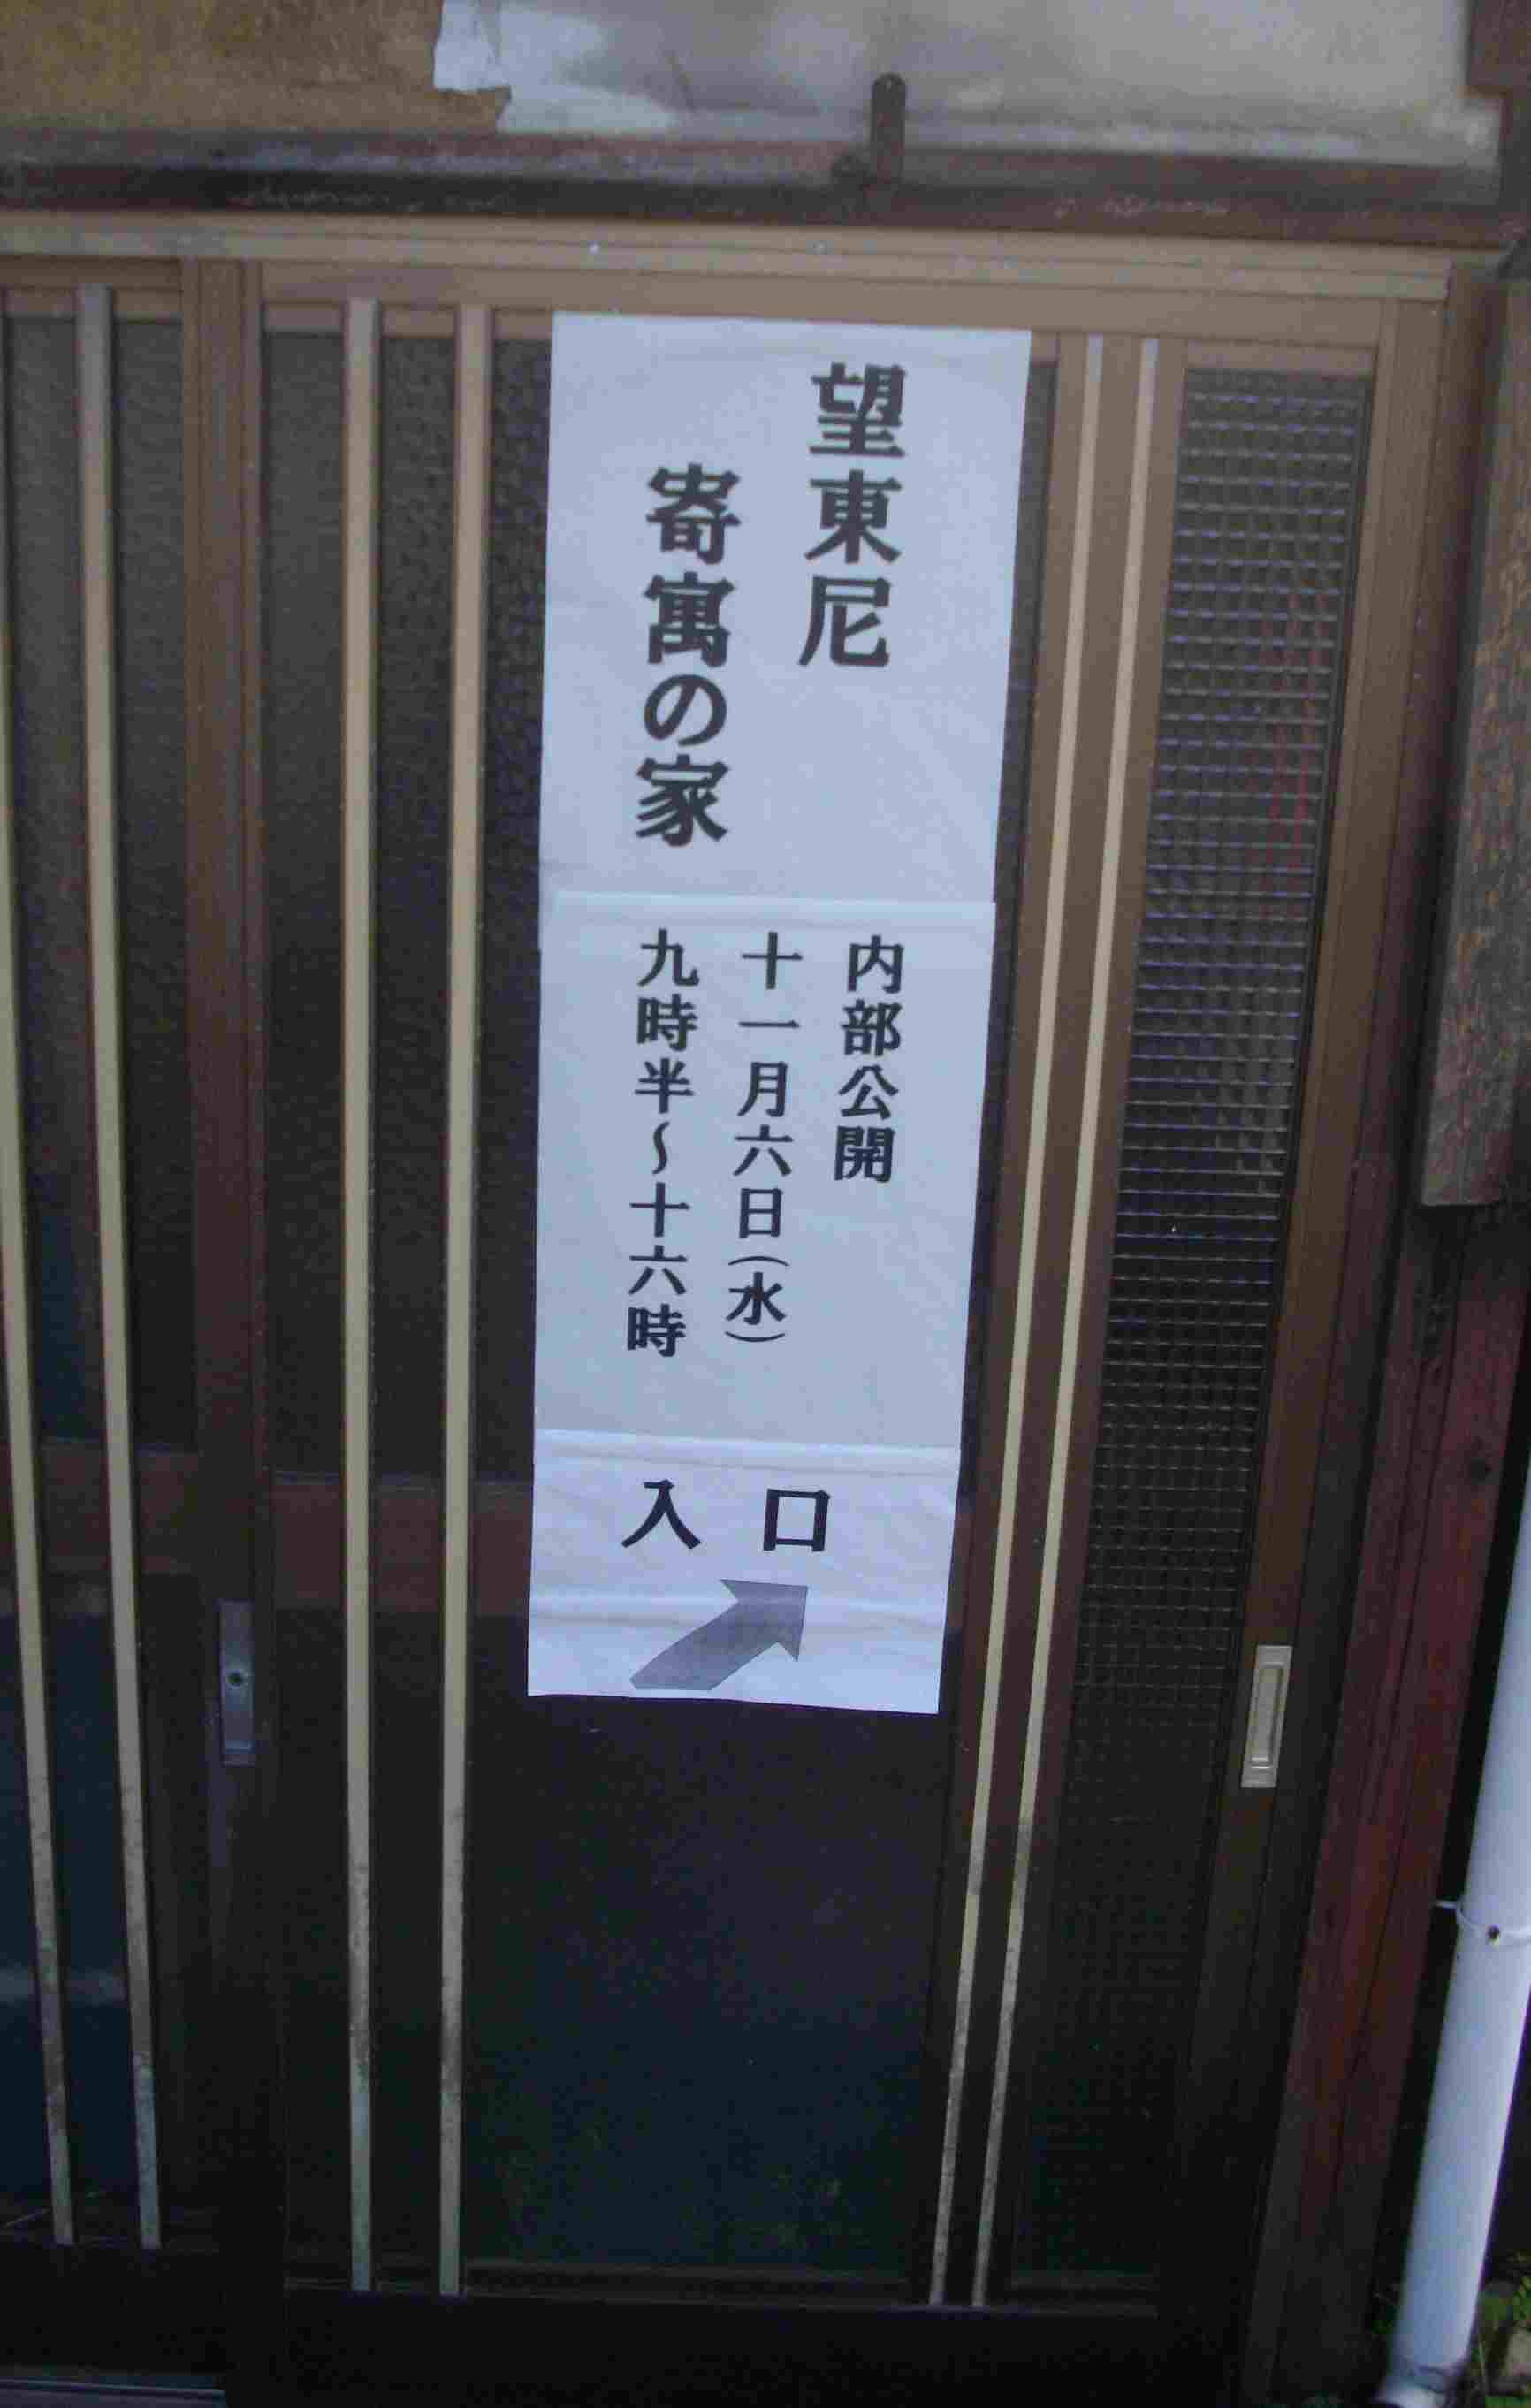 望東尼
寄寓の家
内部公開
十一月六日(水)
九時半~十六時
入口